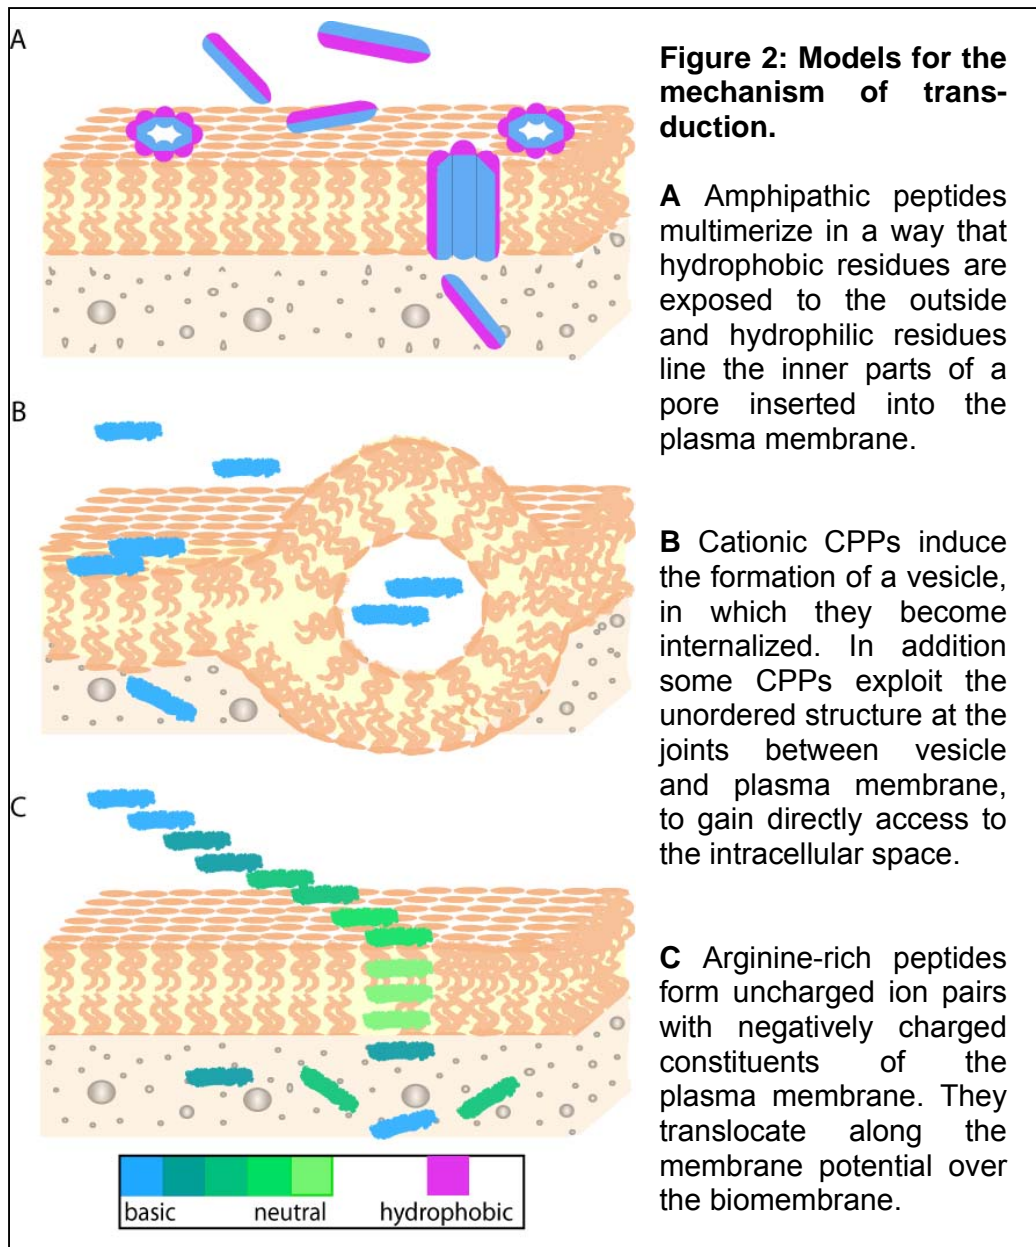 A
Figure 2: Models for the
mechanism of trans-
duction.
A Amphipathic peptides
multimerize in a way that
hydrophobic residues are
exposed to the outside
and hydrophilic residues
line the inner parts of a
pore inserted into the
plasma membrane.
B
B Cationic CPPs induce
the formation of a vesicle,
in which they become
internalized. In addition
some CPPs exploit the
unordered structure at the
joints between vesicle
and plasma membrane,
to gain directly access to
the intracellular space.
C
C Arginine-rich peptides
form uncharged ion pairs
with negatively charged
constituents of the
plasma membrane. They
translocate along the
membrane potential over
the biomembrane.
basic neutral hydrophobic